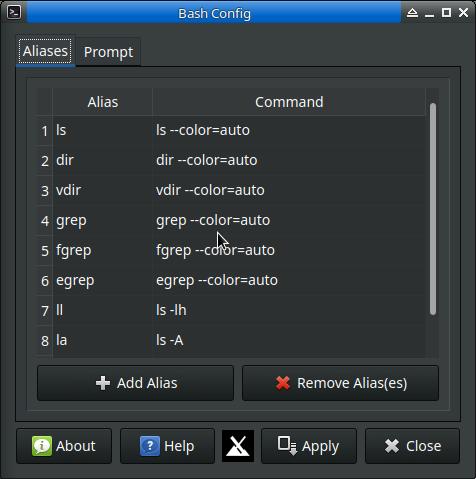 Bash Config
Aliases Prompt
Alias Command
1 ls ls --color=auto
2 dir dir --color=auto
3 vdir vdir --color=auto
4 grep grep --color=auto
5 fgrep fgrep --color=auto
6 egrep egrep --color=auto
7 ll ls -lh
8 la ls -A
Add Alias Remove Alias(es)
About Help Apply Close